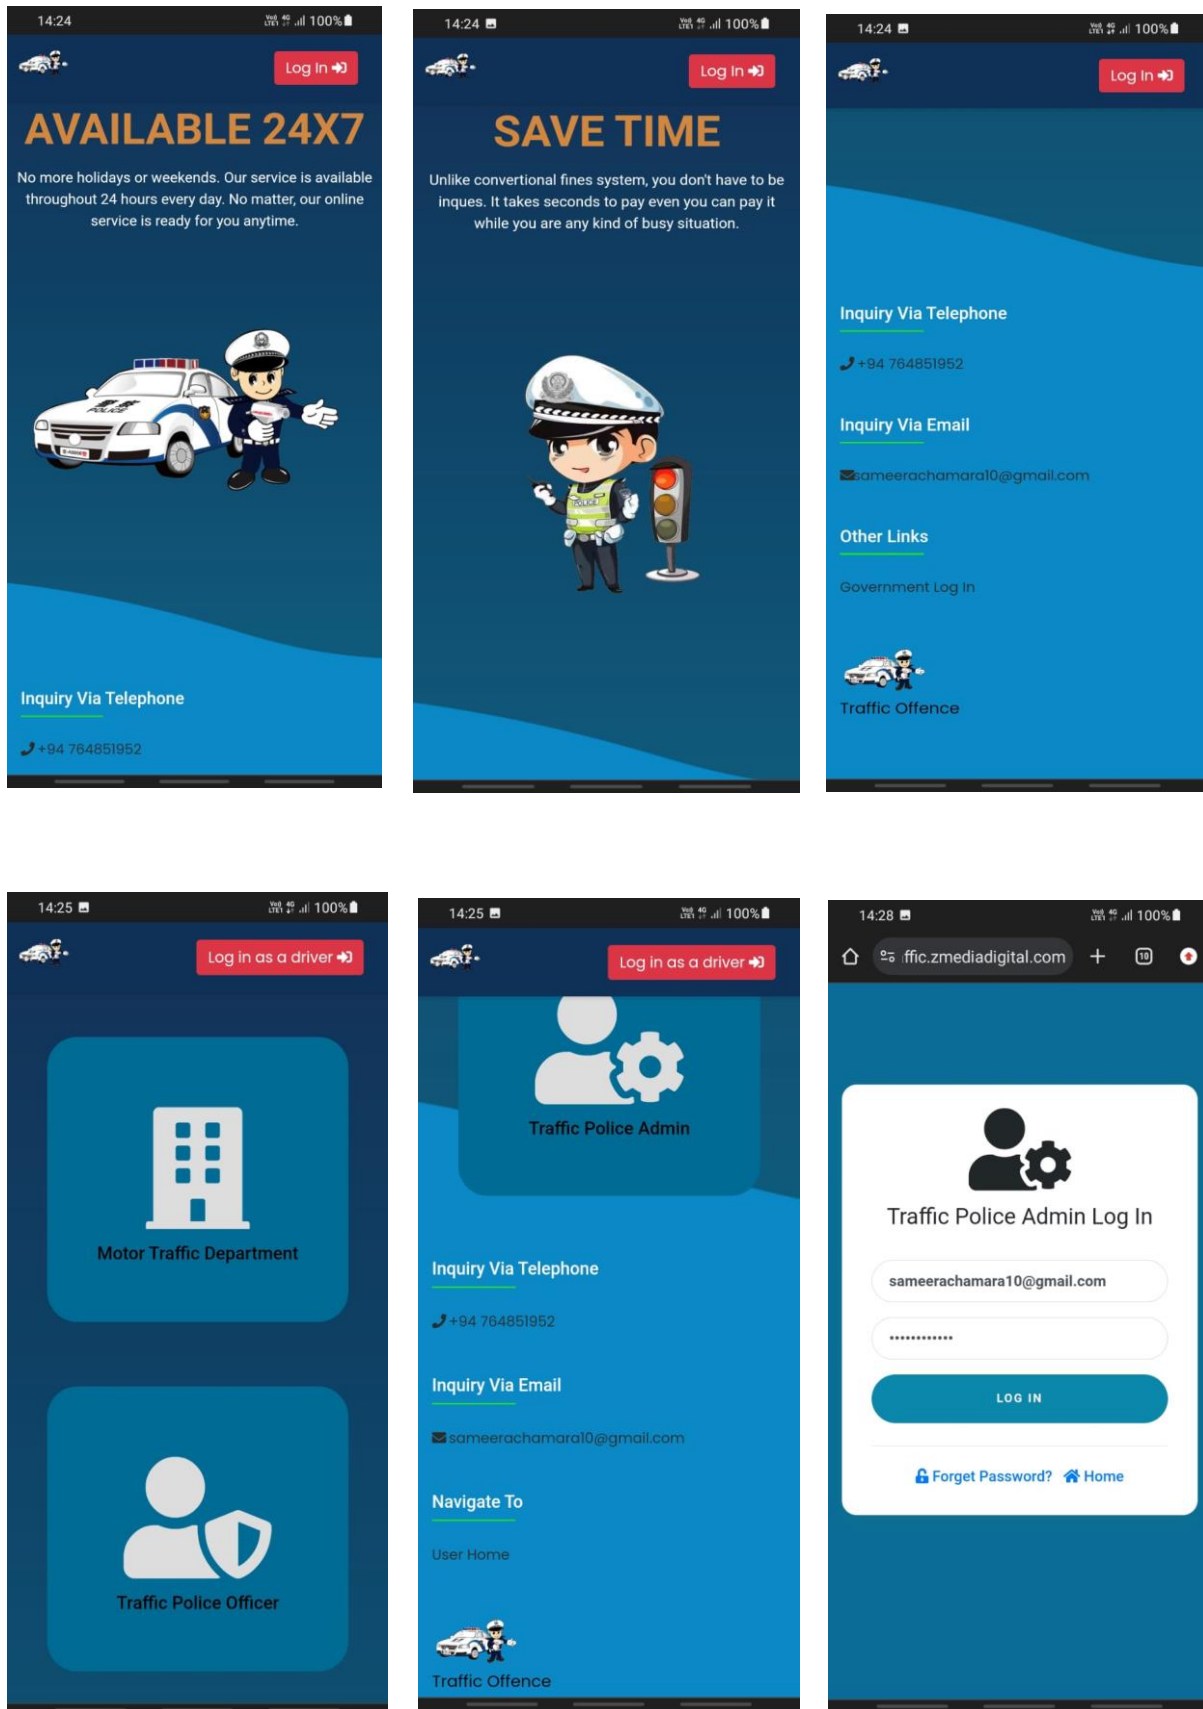 14:24
100%
Log In
AVAILABLE 24X7
No more holidays or weekends. Our service is available
throughout 24 hours every day. No matter, our online
service is ready for you anytime.
POLICE
Inquiry Via Telephone
+94 764851952
14:24
100%
Log In
SAVE TIME
Unlike convertional fines system, you don't have to be
inques. It takes seconds to pay even you can pay it
while you are any kind of busy situation.
POLICE
14:24
100%
Log In
Inquiry Via Telephone
+94 764851952
Inquiry Via Email
sameerachamara10@gmail.com
Other Links
Government Log In
Traffic Offence
14:25
100%
Log in as a driver
Motor Traffic Department
Traffic Police Officer
14:25
100%
Log in as a driver
Traffic Police Admin
Inquiry Via Telephone
+94 764851952
Inquiry Via Email
sameerachamara10@gmail.com
Navigate To
User Home
Traffic Offence
14:28
100%
ffic.zmediadigital.com
10
Traffic Police Admin Log In
sameerachamara10@gmail.com
••••••••••••
LOG IN
Forget Password? Home